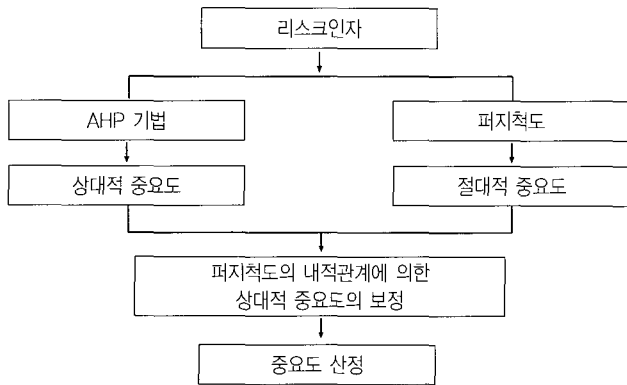 리스크인자
AHP 기법
퍼지척도
상대적 중요도
절대적 중요도
퍼지척도의 내적관계에 의한
상대적 중요도의 보정
중요도 산정